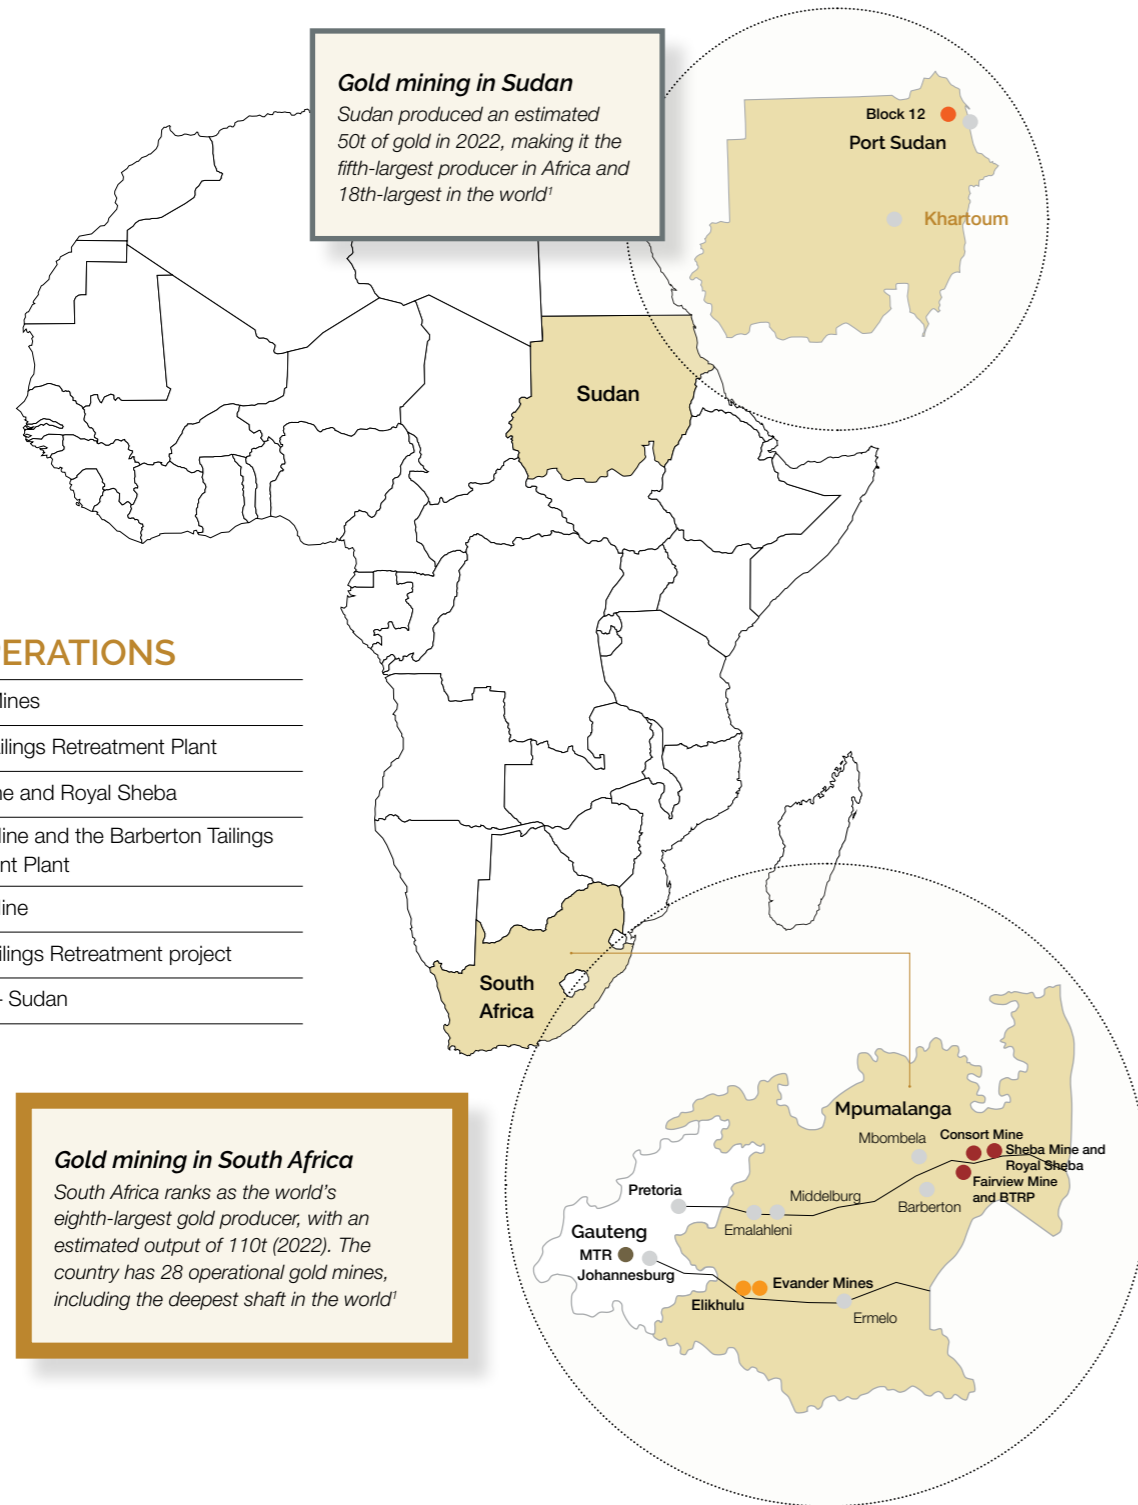 Gold mining in Sudan
Sudan produced an estimated
50t of gold in 2022, making it the
fifth-largest producer in Africa and
18th-largest in the world¹
Block 12
Port Sudan
Khartoum
Sudan
PERATIONS
Mines
ilings Retreatment Plant
ne and Royal Sheba
Mine and the Barberton Tailings
nt Plant
Mine
ilings Retreatment project
- Sudan
South
Africa
Gold mining in South Africa
South Africa ranks as the world's
eighth-largest gold producer, with an
estimated output of 110t (2022). The
country has 28 operational gold mines,
including the deepest shaft in the world¹
Mpumalanga
Mbombela
Consort Mine
Sheba Mine and
Royal Sheba
Fairview Mine
and BTRP
Barberton
Pretoria
Middelburg
Emalahleni
Gauteng
MTR
Johannesburg
Evander Mines
Elikhulu
Ermelo